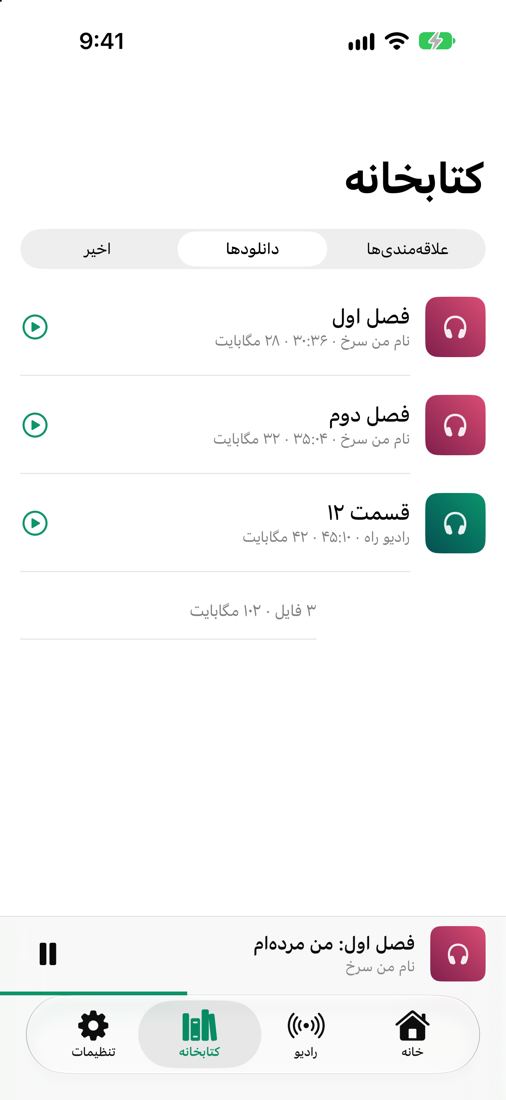 9:41
کتابخانه
علاقه‌مندی‌ها
دانلودها
اخیر
فصل اول
نام من سرخ · ۳۰:۳۶ · ۲۸ مگابایت
فصل دوم
نام من سرخ · ۳۵:۰۴ · ۳۲ مگابایت
قسمت ۱۲
رادیو راه · ۴۵:۱۰ · ۴۲ مگابایت
۳ فایل · ۱۰۲ مگابایت
فصل اول: من مرده‌ام
نام من سرخ
خانه
رادیو
کتابخانه
تنظیمات